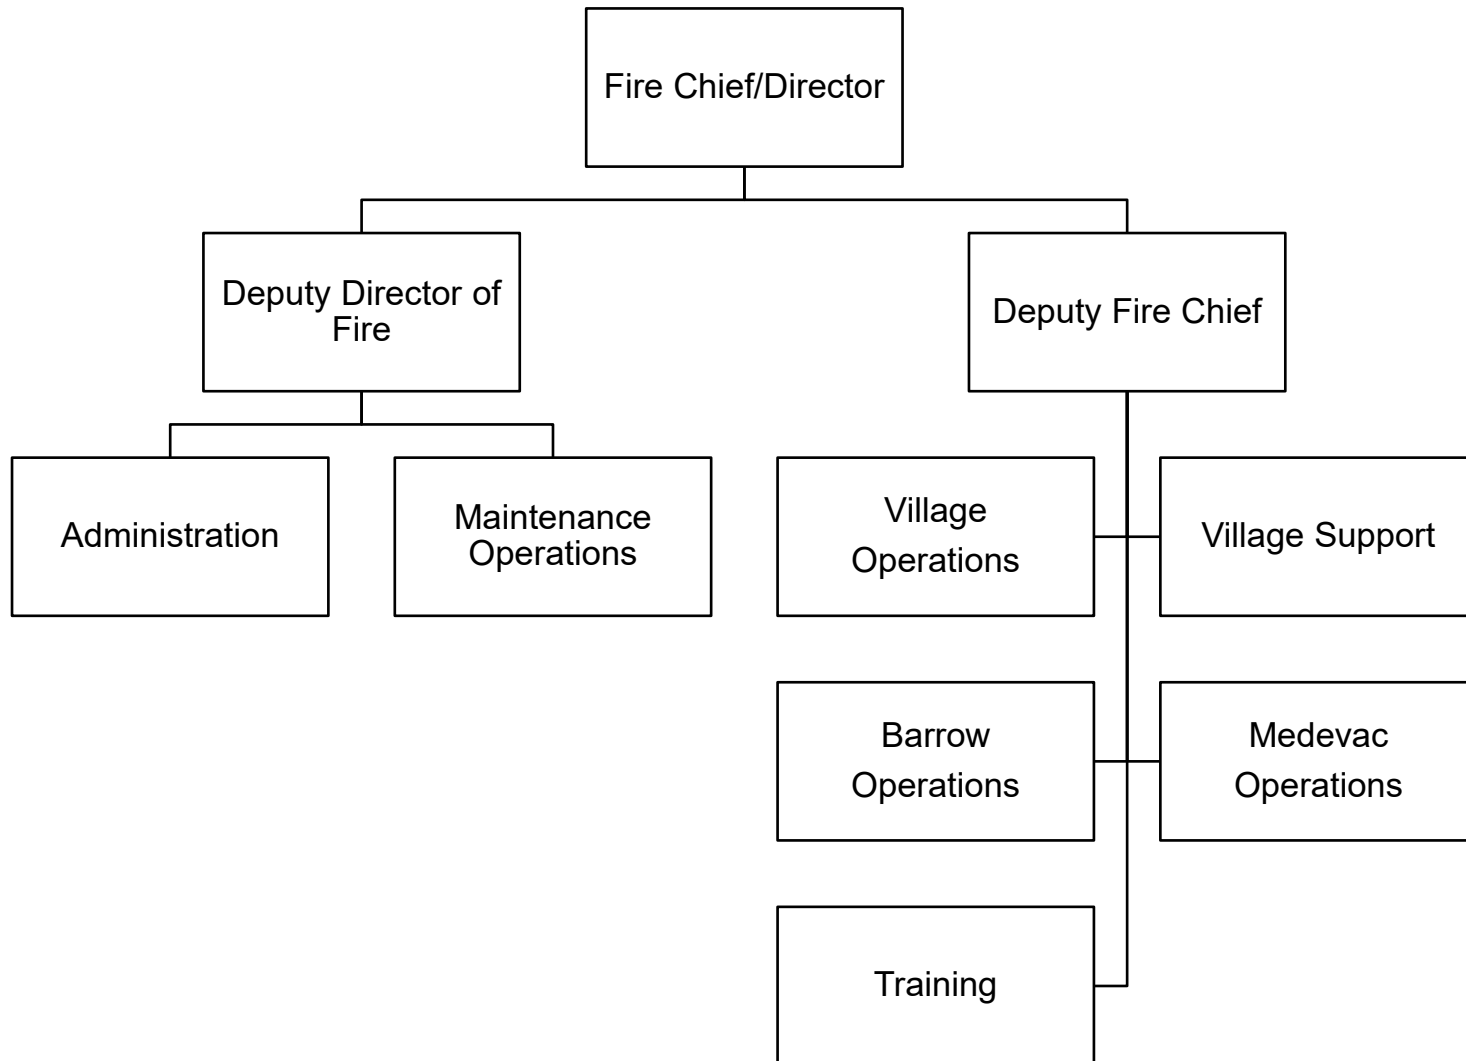 Fire Chief/Director
Deputy Director of
Fire
Deputy Fire Chief
Administration
Maintenance
Operations
Village
Operations
Village Support
Barrow
Operations
Medevac
Operations
Training